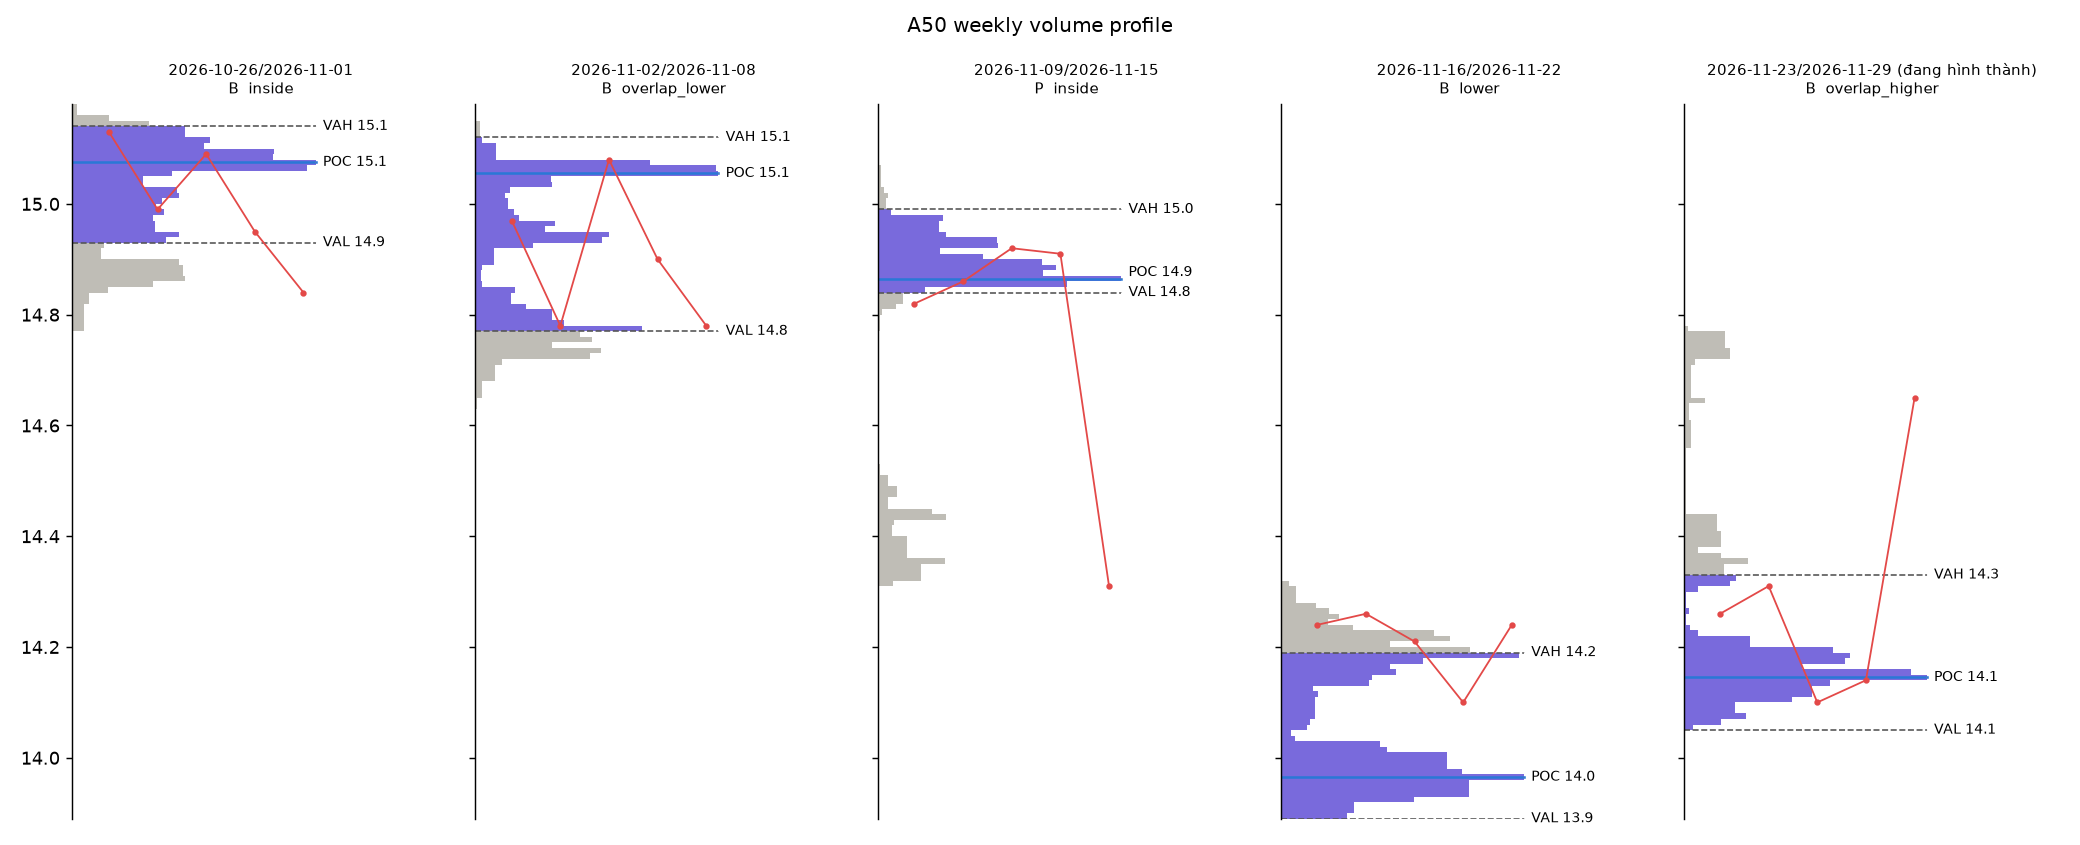 A50 weekly volume profile
2026-10-26/2026-11-01
B  inside
2026-11-02/2026-11-08
B  overlap_lower
2026-11-09/2026-11-15
P  inside
2026-11-16/2026-11-22
B  lower
2026-11-23/2026-11-29 (đang hình thành)
B  overlap_higher
15.0
14.8
14.6
14.4
14.2
14.0
VAH 15.1
POC 15.1
VAL 14.9
VAH 15.1
POC 15.1
VAL 14.8
VAH 15.0
POC 14.9
VAL 14.8
VAH 14.2
POC 14.0
VAL 13.9
VAH 14.3
POC 14.1
VAL 14.1